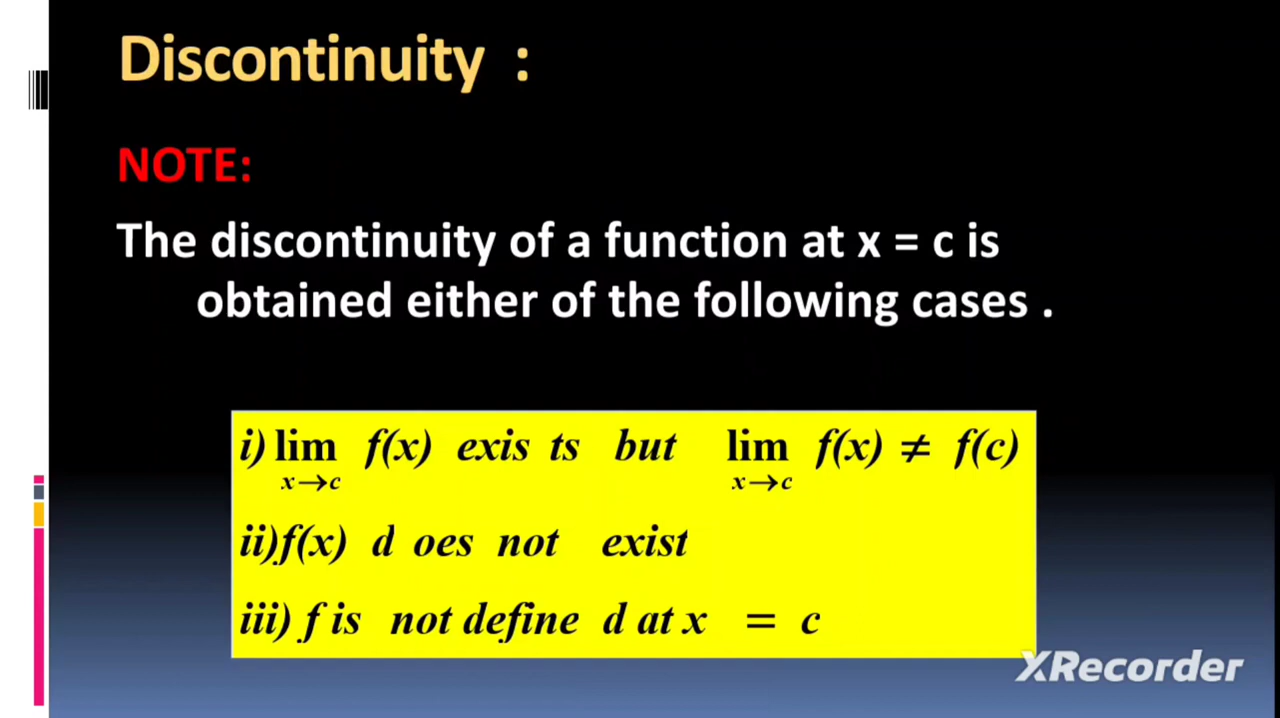 Discontinuity :
NOTE:
The discontinuity of a function at x = c is
obtained either of the following cases .
i) lim f(x) exis ts but lim f(x) ≠ f(c)
x→c x→c
ii)f(x) d oes not exist
iii) f is not define d at x = c
XRecorder